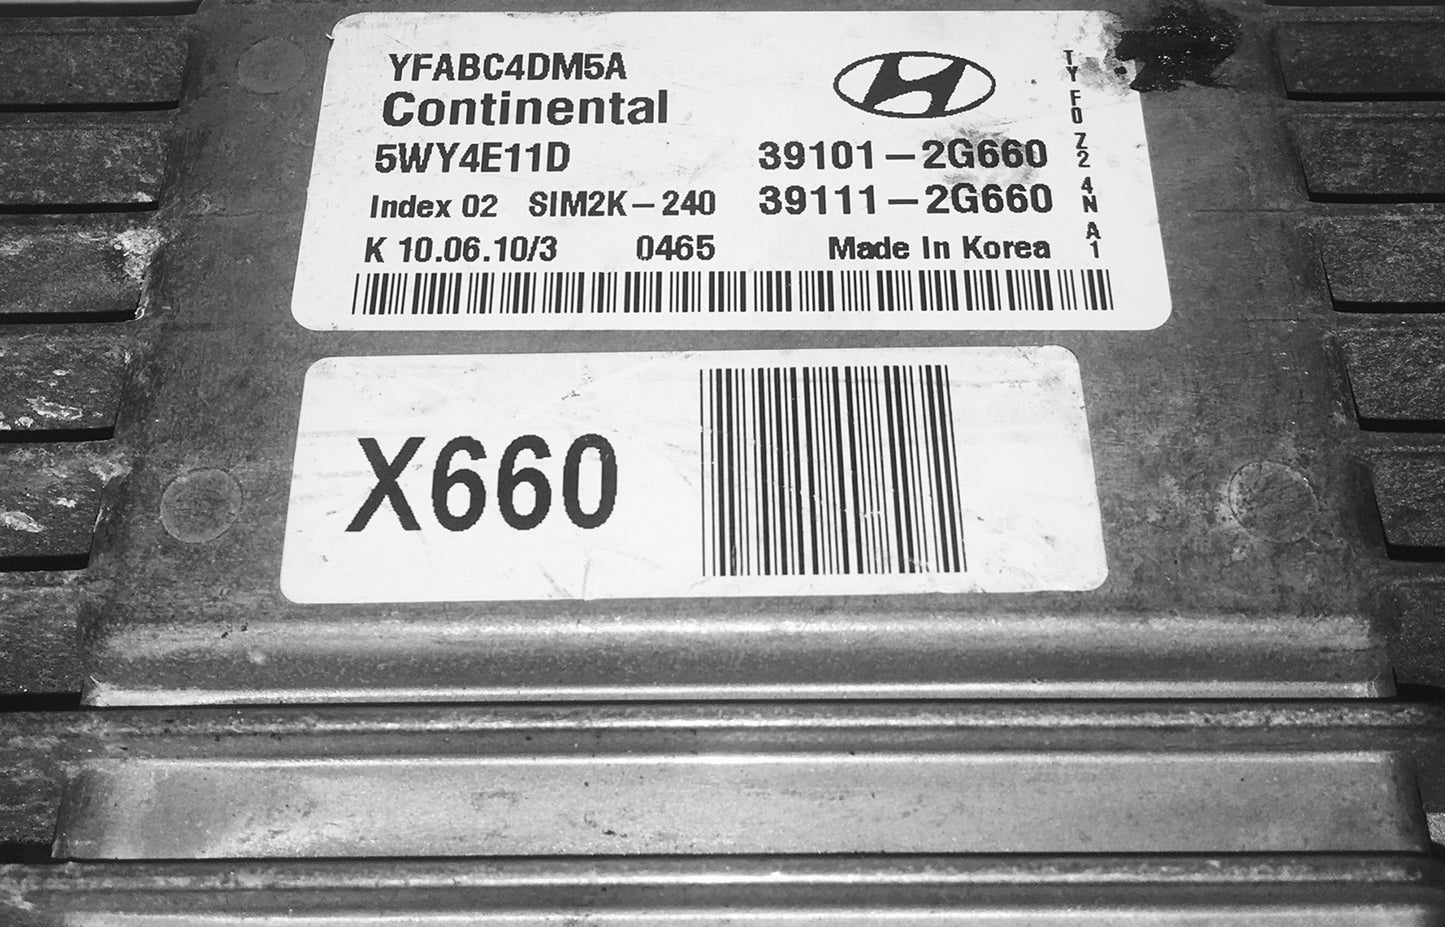 YFABC4DM5A
Continental
5WY4E11D
39101-2G660
Index 02 SIM2K-240
39111-2G660
K 10.06.10/3 0465 Made In Korea
TY F0 Z2 4N A1
X660